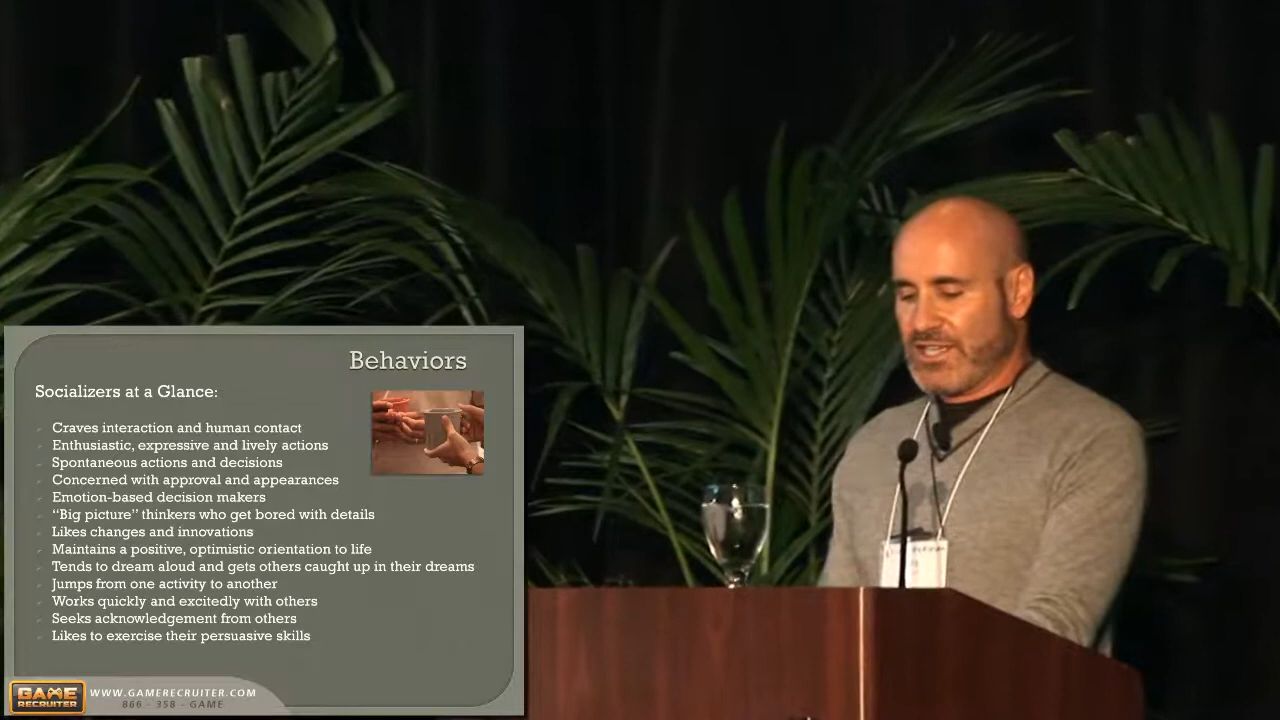 Behaviors
Socializers at a Glance:
Craves interaction and human contact
Enthusiastic, expressive and lively actions
Spontaneous actions and decisions
Concerned with approval and appearances
Emotion-based decision makers
“Big picture” thinkers who get bored with details
Likes changes and innovations
Maintains a positive, optimistic orientation to life
Tends to dream aloud and gets others caught up in their dreams
Jumps from one activity to another
Works quickly and excitedly with others
Seeks acknowledgement from others
Likes to exercise their persuasive skills
GAME
RECRUITER
WWW.GAMERECRUITER.COM
866 - 358 - GAME